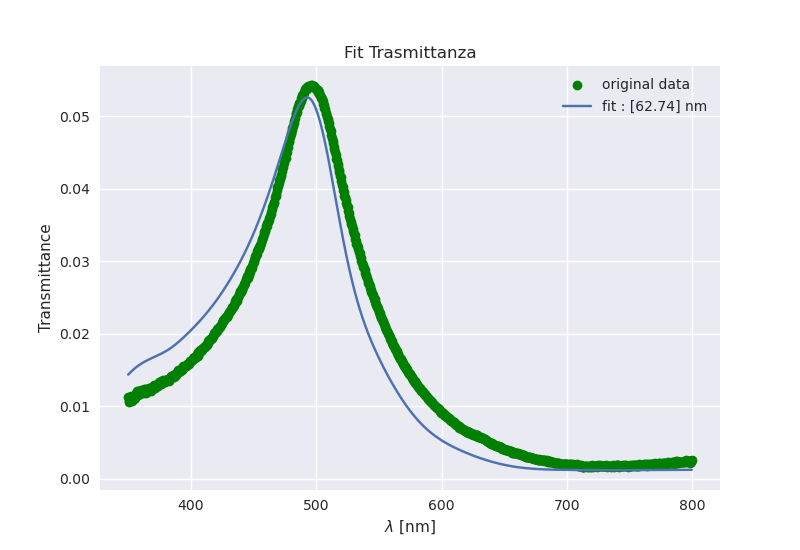 Fit Trasmittanza
original data
fit : [62.74] nm
Transmittance
0.05
0.04
0.03
0.02
0.01
0.00
400 500 600 700 800
λ [nm]